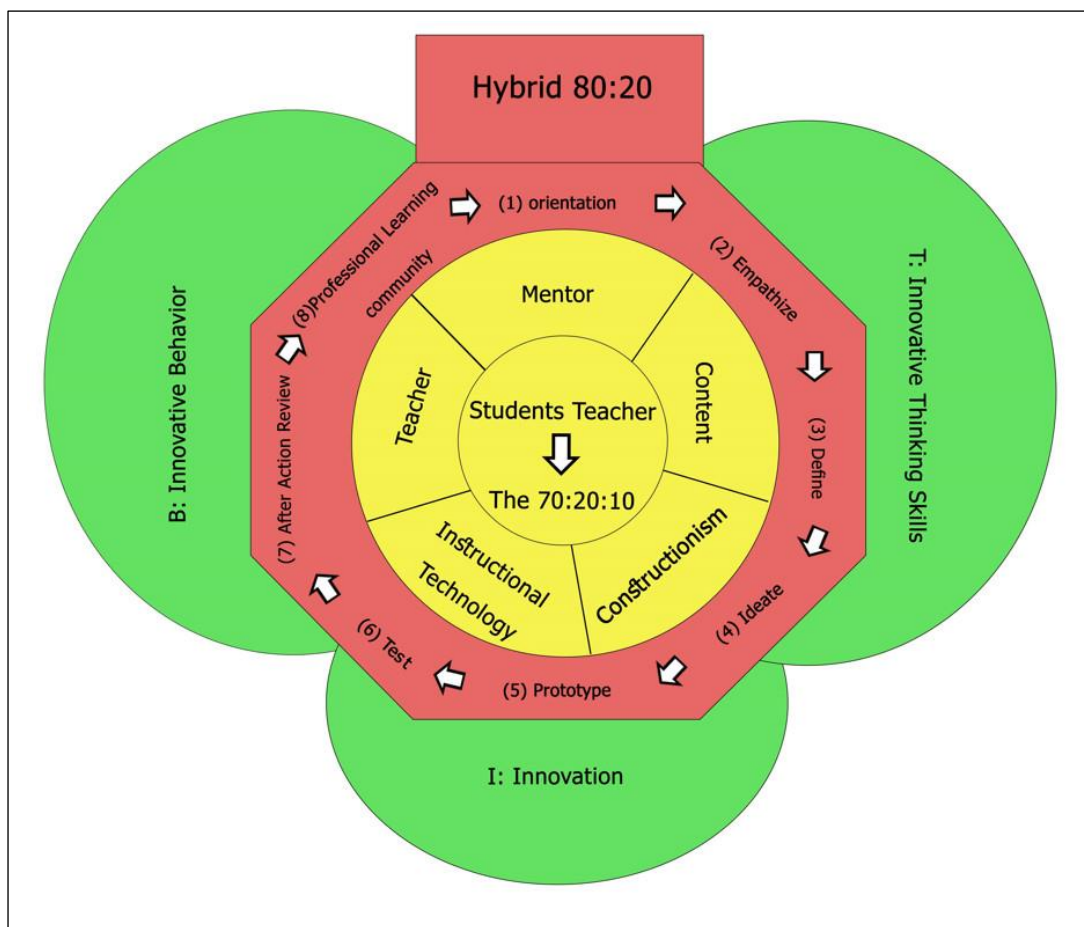 Hybrid 80:20
(1) orientation
(2) Empathize
(3) Define
(4) Ideate
(5) Prototype
(6) Test
(7) After Action Review
(8)Professional Learning
community
Mentor
Content
Constructionism
Instructional
Technology
Teacher
Students Teacher
The 70:20:10
T: Innovative Thinking Skills
I: Innovation
B: Innovative Behavior